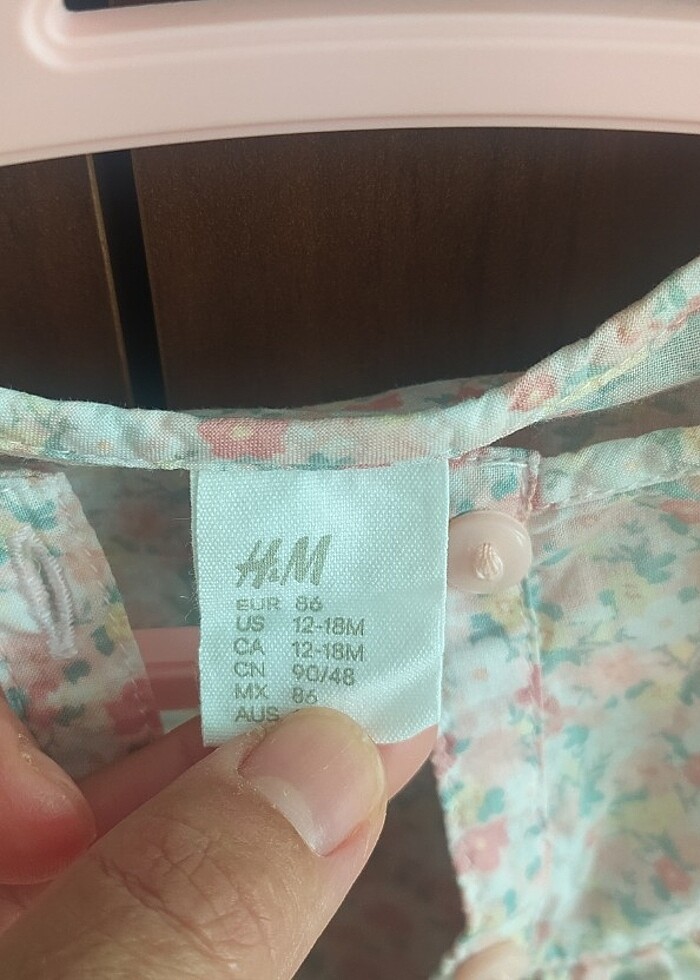 H&M
EUR 86
US 12-18M
CA 12-18M
CN 90/48
MX 86
AUS